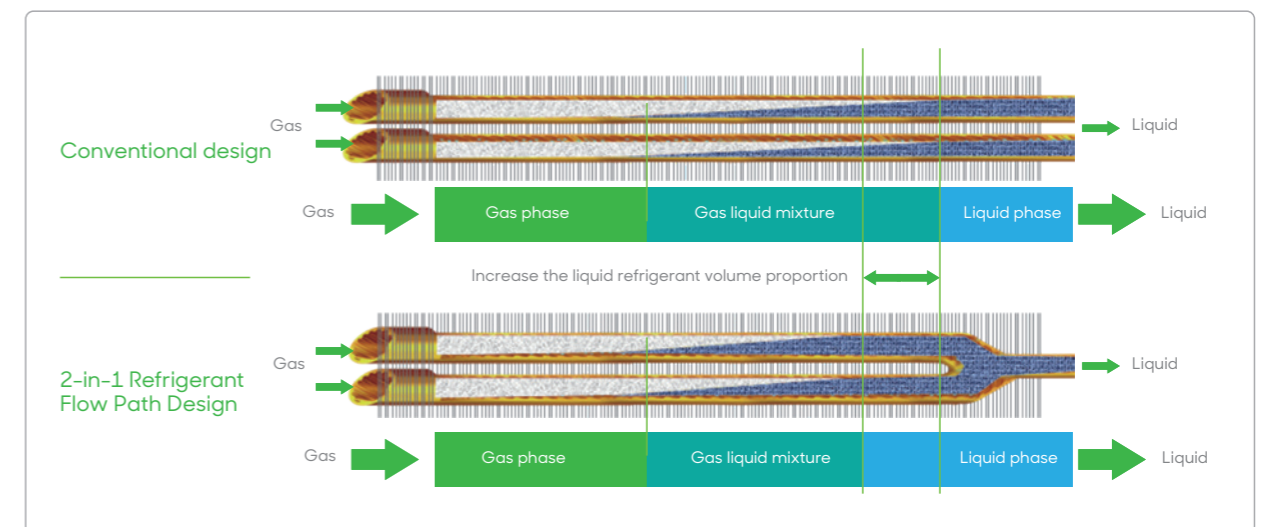 Gas
Liquid
Conventional design
Gas
Gas phase
Gas liquid mixture
Liquid phase
Liquid
Increase the liquid refrigerant volume proportion
Gas
Liquid
2-in-1 Refrigerant
Flow Path Design
Gas
Gas phase
Gas liquid mixture
Liquid phase
Liquid